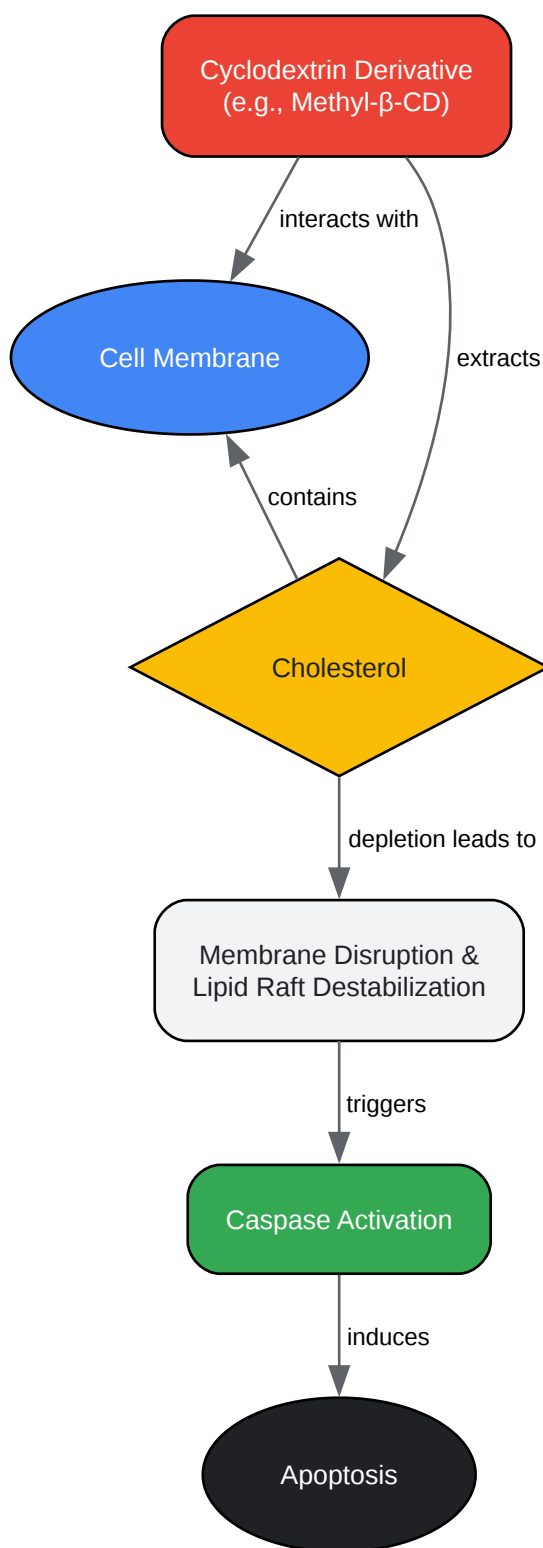 Cyclodextrin Derivative
(e.g., Methyl-β-CD)
interacts with
Cell Membrane
extracts
contains
Cholesterol
depletion leads to
Membrane Disruption &
Lipid Raft Destabilization
triggers
Caspase Activation
induces
Apoptosis